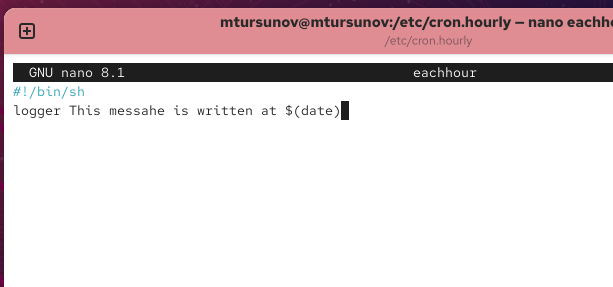 mtursunov@mtursunov:/etc/cron.hourly — nano eachh
/etc/cron.hourly
GNU nano 8.1 eachhour
#!/bin/sh
logger This messahe is written at $(date)